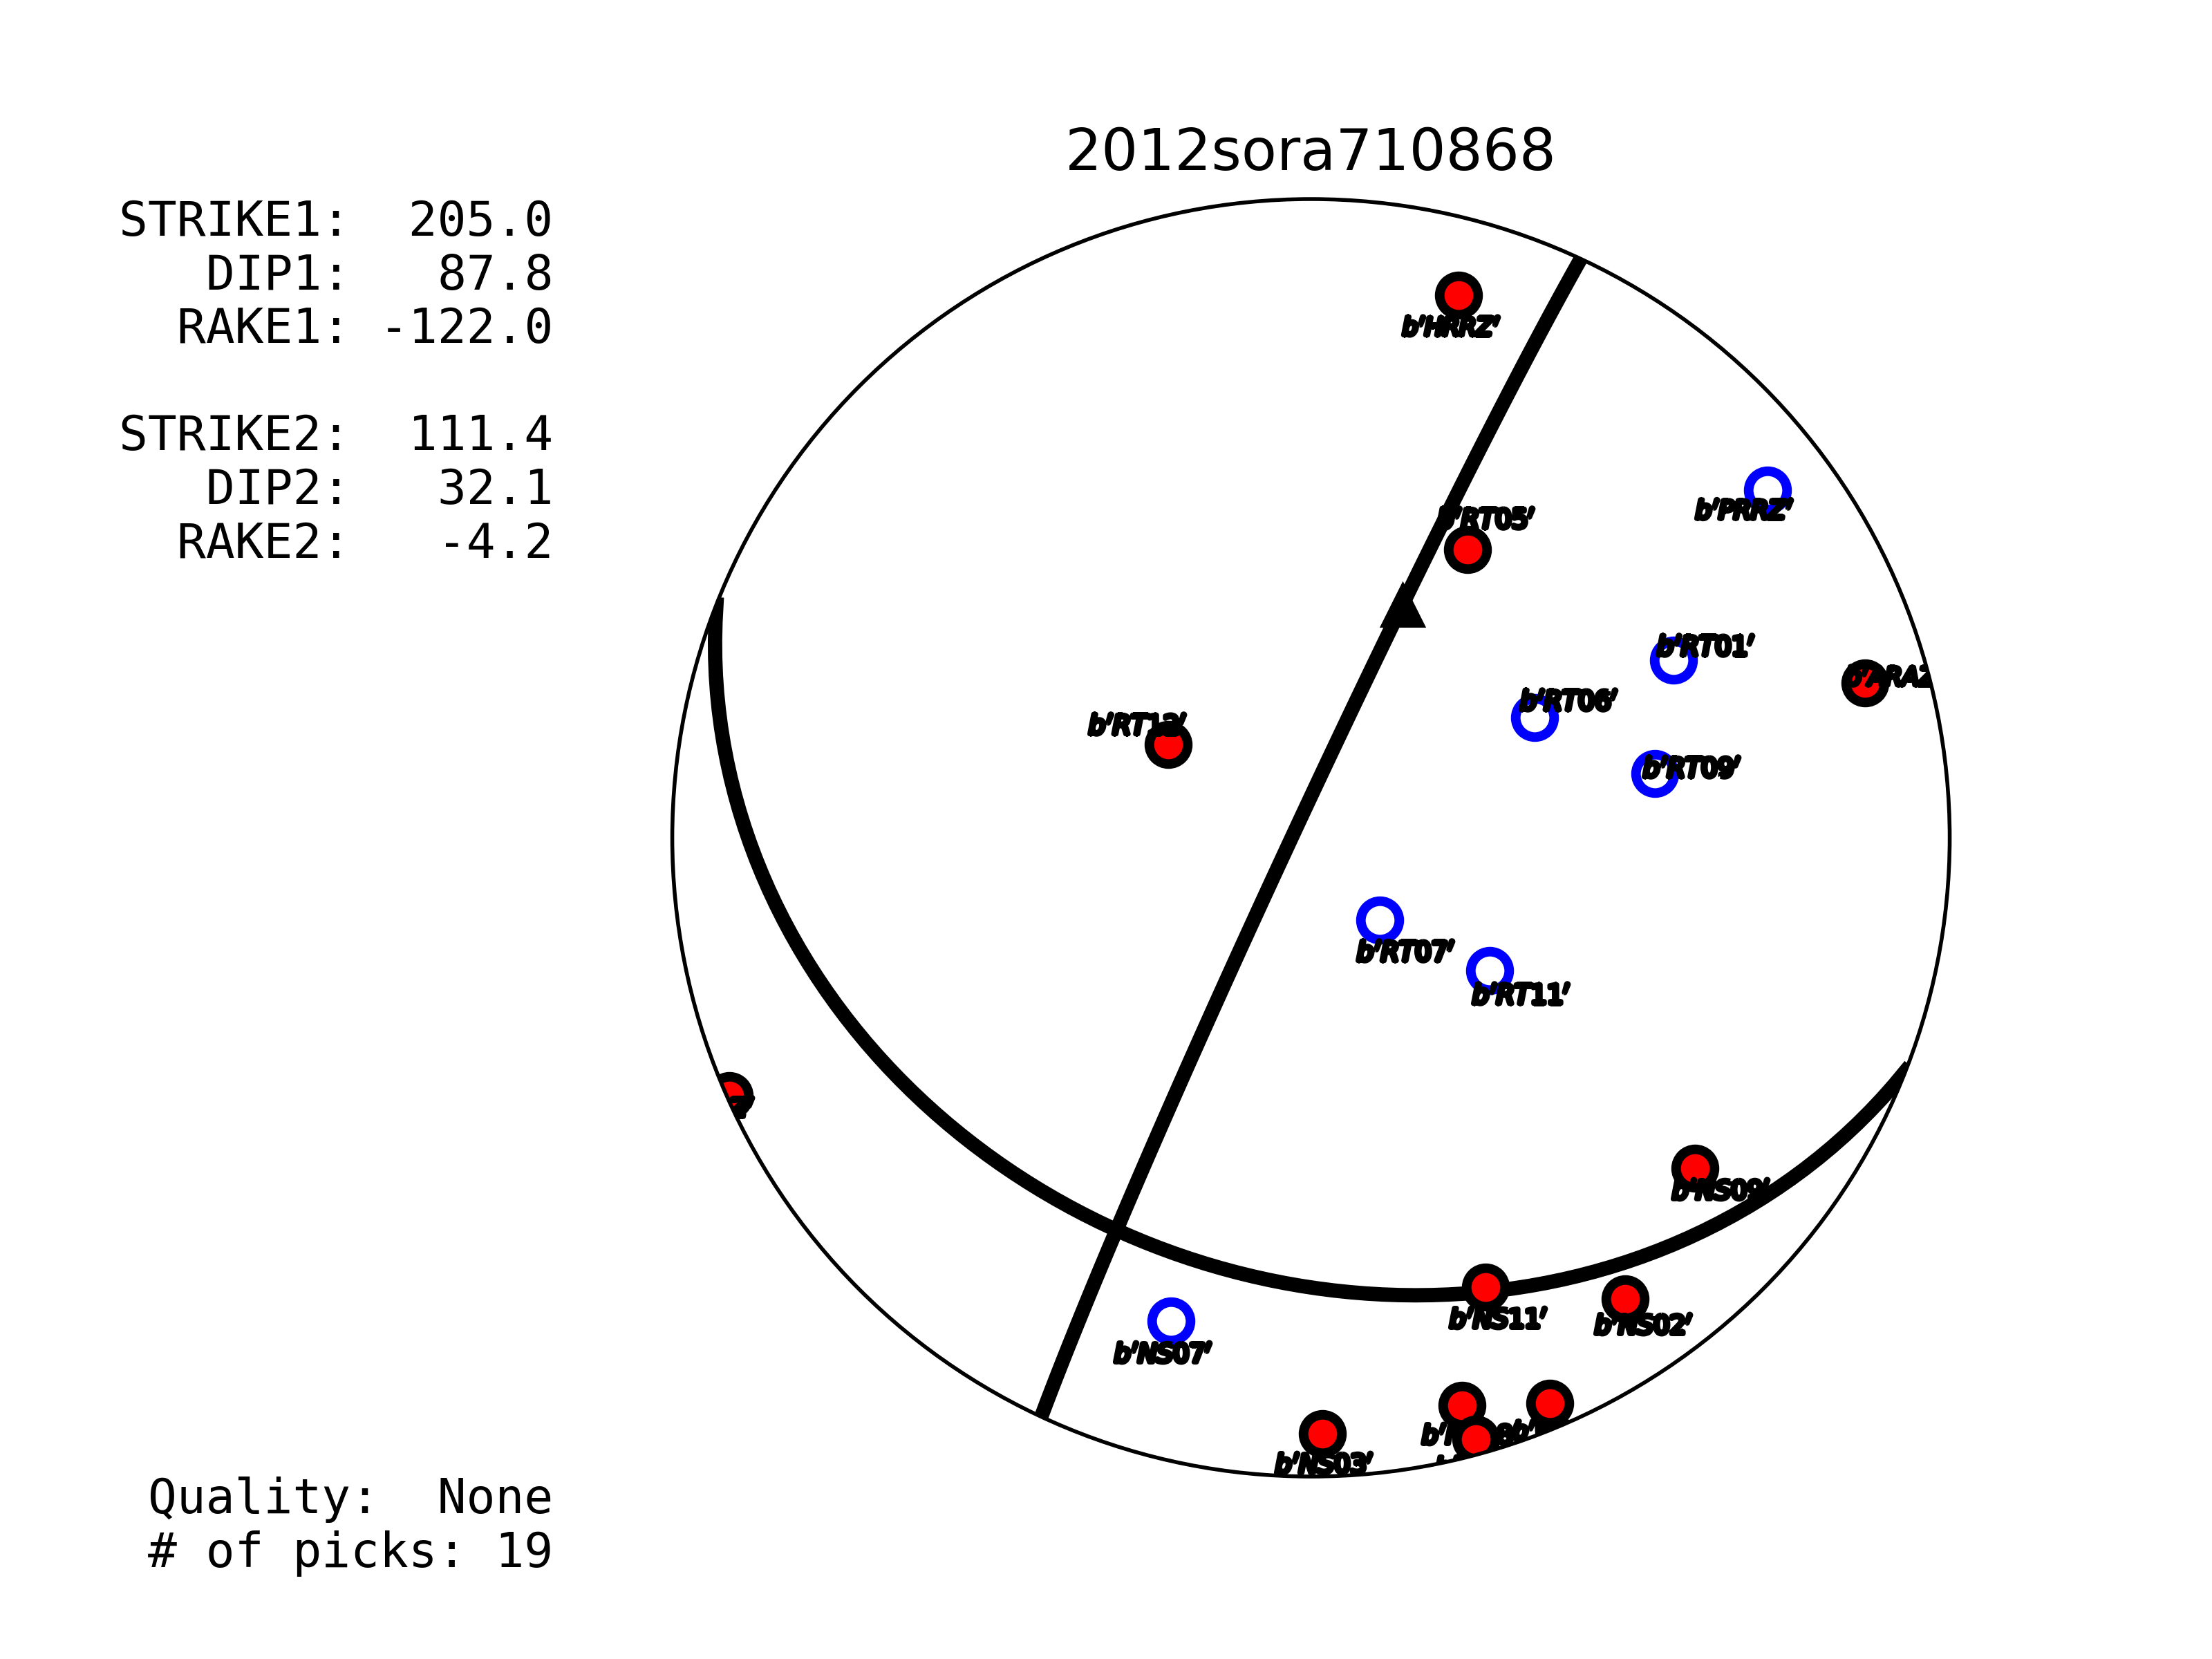 2012sora710868
STRIKE1: 205.0
DIP1: 87.8
RAKE1: -122.0
STRIKE2: 111.4
DIP2: 32.1
RAKE2: -4.2
b'HRRZ'
b'PRRZ'
b'RT05'
b'RT01'
b'RT06'
b'RT09'
b'RT07'
b'RT11'
b'NS09'
b'NS11'
b'NS02'
b'NS07'
b'NS03'
Quality: None
# of picks: 19